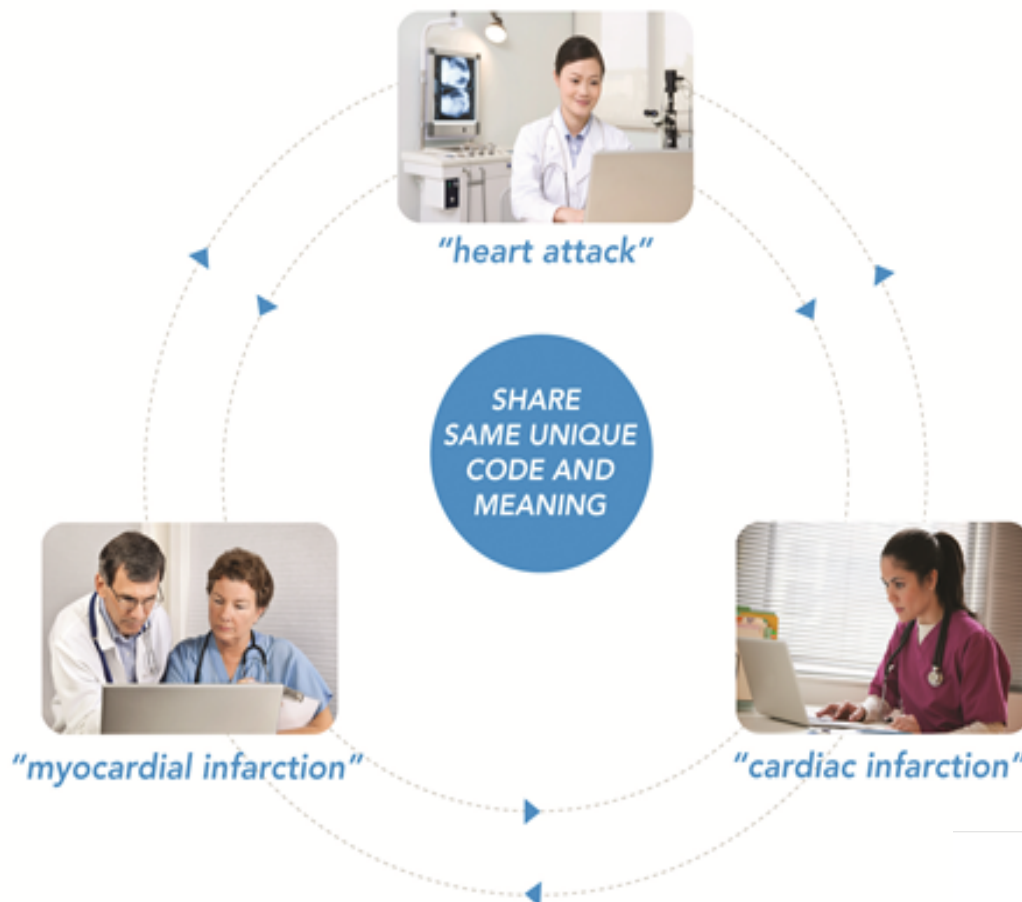 "heart attack"
SHARE
SAME UNIQUE
CODE AND
MEANING
"myocardial infarction"
"cardiac infarction"